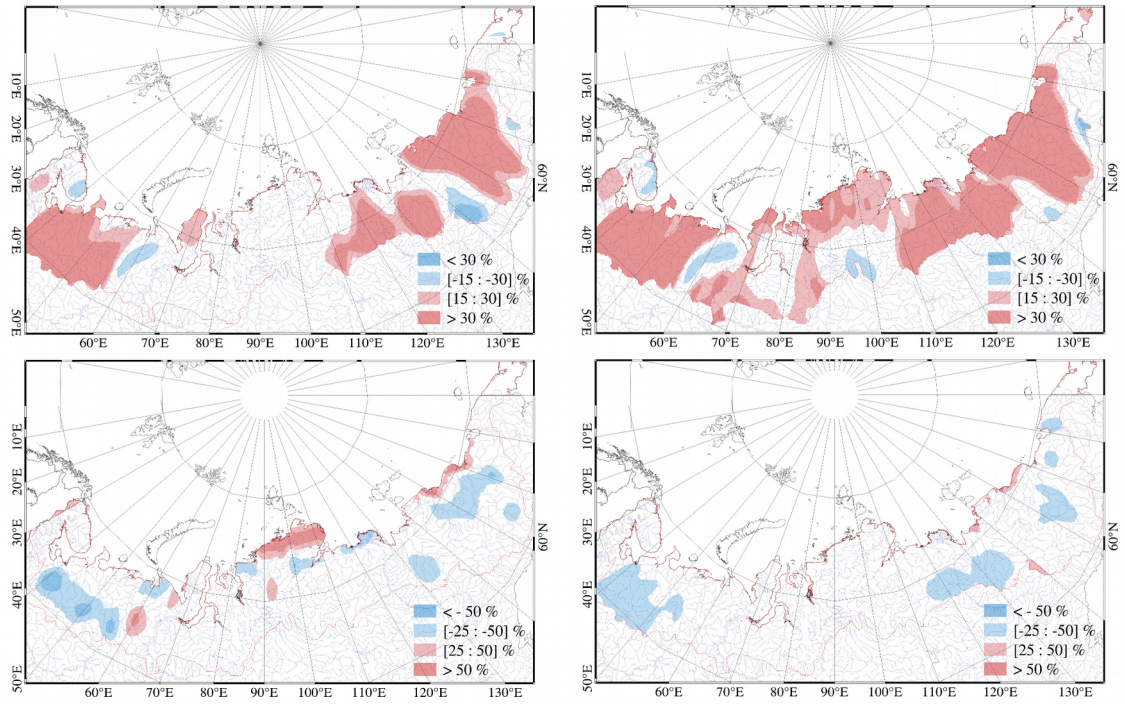 10°E
20°E
30°E
40°E
50°E
60°E
70°E
80°E
90°E
100°E
110°E
120°E
130°E
60°N
< 30 %
[-15 : -30] %
[15 : 30] %
> 30 %
10°E
20°E
30°E
40°E
50°E
60°E
70°E
80°E
90°E
100°E
110°E
120°E
130°E
60°N
< 30 %
[-15 : -30] %
[15 : 30] %
> 30 %
10°E
20°E
30°E
40°E
50°E
60°E
70°E
80°E
90°E
100°E
110°E
120°E
130°E
60°N
< - 50 %
[-25 : -50] %
[25 : 50] %
> 50 %
10°E
20°E
30°E
40°E
50°E
60°E
70°E
80°E
90°E
100°E
110°E
120°E
130°E
60°N
< - 50 %
[-25 : -50] %
[25 : 50] %
> 50 %